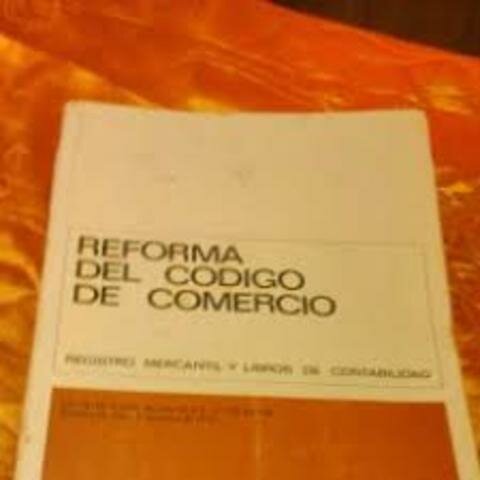 REFORMA
DEL CODIGO
DE COMERCIO
REGISTRO MERCANTIL Y LIBROS DE CONTABILIDAD